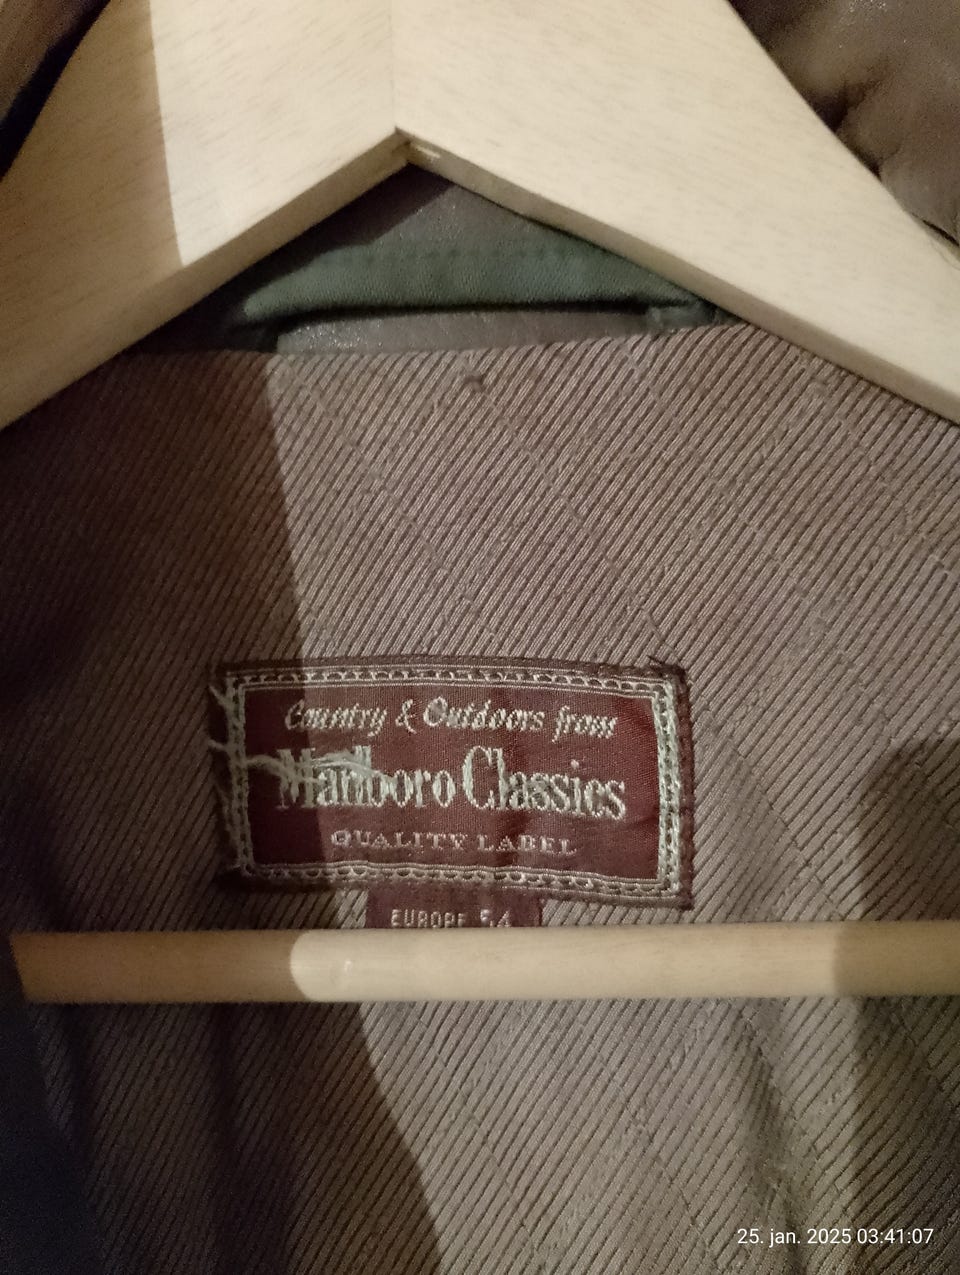 Country & Outdoors from
Marlboro Classics
QUALITY LABEL
EUROPE 54
25. jan. 2025 03:41:07